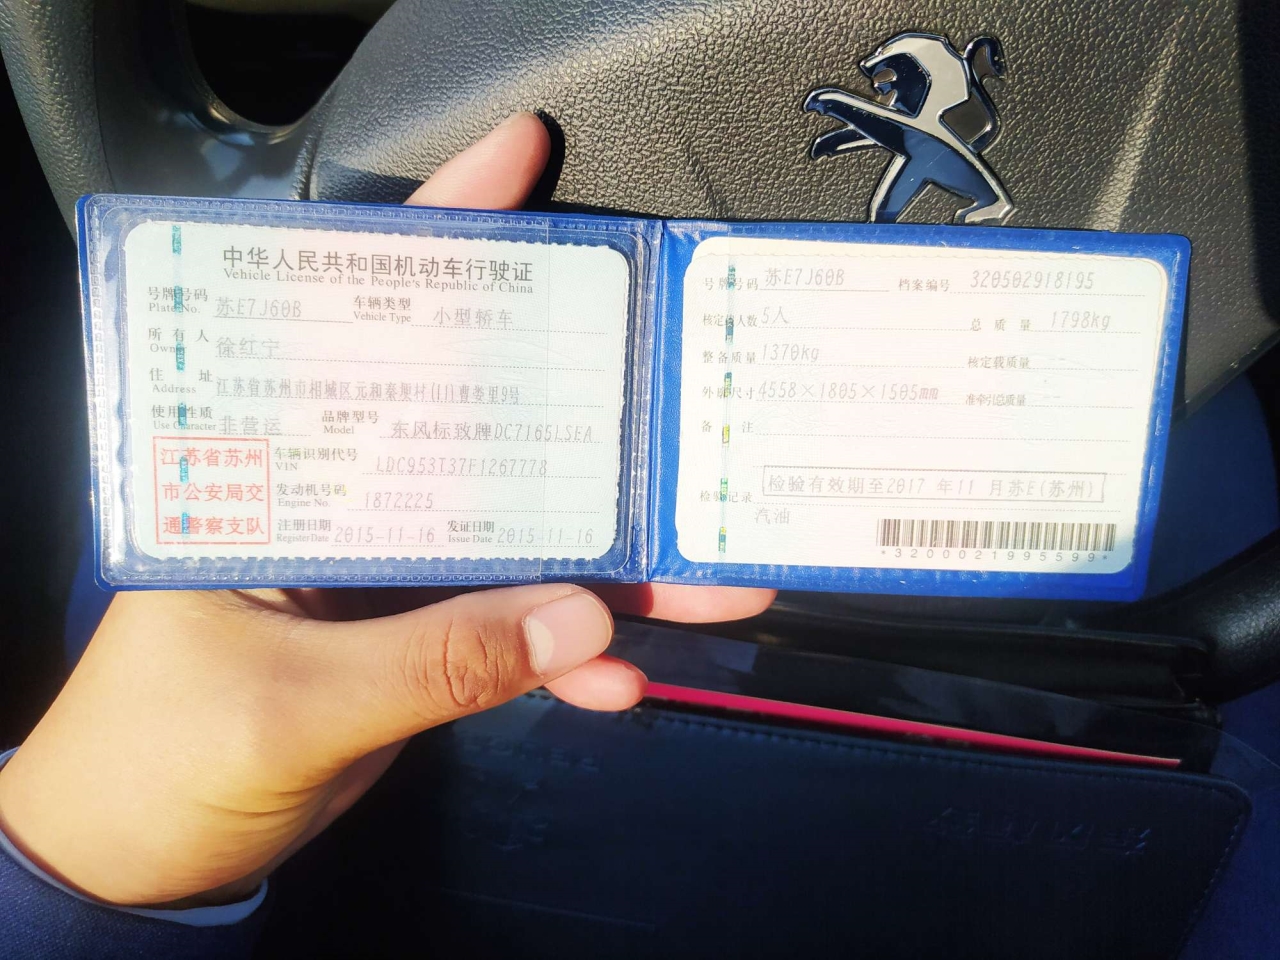 中华人民共和国机动车行驶证
Vehicle License of the People's Republic of China
号牌号码 苏E7J60B 车辆类型 小型轿车
Plate No. Vehicle Type
所有人 徐红宁
Owner
住址 江苏省苏州市相城区元和秦埂村(11)曹娄里9号
Address
使用性质 非营运 品牌型号 东风标致牌DC7165LSEA
Use Character Model
江苏省苏州
市公安局交
通警察支队
车辆识别代号 LDC953T37F1267778
VIN
发动机号码 1872225
Engine No.
注册日期 2015-11-16 发证日期 2015-11-16
Register Date Issue Date
号牌号码 苏E7J60B 档案编号 320502918195
核定载人数 5人 总质量 1798kg
整备质量 1370kg 核定载质量 --
外廓尺寸 4558×1805×1505mm 准牵引总质量 --
备注
检验记录 检验有效期至2017年11月苏E(苏州)
汽油
*3200021995599*